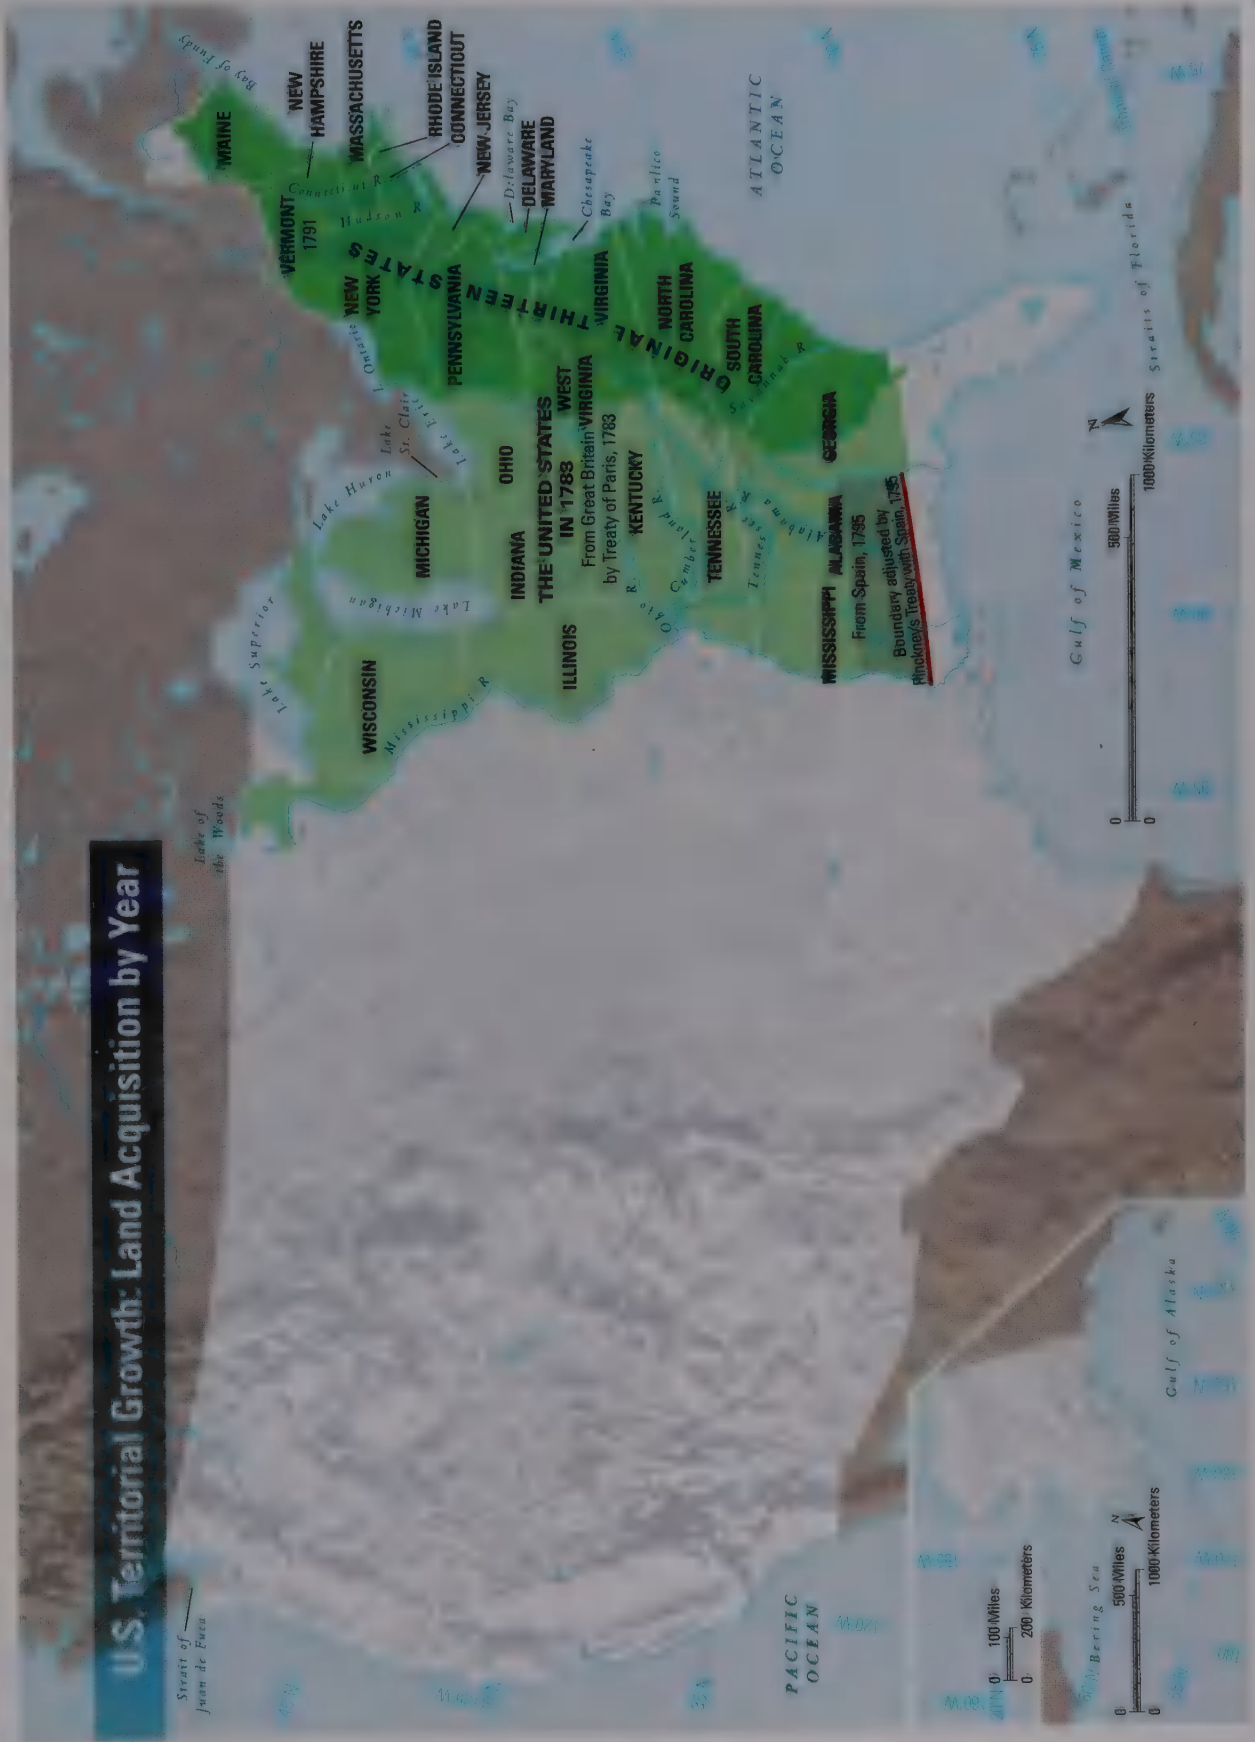 U.S. Territorial Growth: Land Acquisition by Year
Strait of
Juan de Fuca
Lake of
the Woods
Lake Superior
Lake Huron
Lake
St. Clair
Lake Erie
L Ontario
Lake Michigan
Bay of Fundy
MAINE
NEW
HAMPSHIRE
MASSACHUSETTS
RHODE ISLAND
CONNECTICUT
NEW JERSEY
Delaware Bay
DELAWARE
MARYLAND
Chesapeake
Bay
Pamlico
Sound
ATLANTIC
OCEAN
VERMONT
1791
Hudson R
NEW
YORK
PENNSYLVANIA
ORIGINAL THIRTEEN STATES
VIRGINIA
NORTH
CAROLINA
SOUTH
CAROLINA
Savannah R
GEORGIA
WISCONSIN
Mississippi R
MICHIGAN
ILLINOIS
INDIANA
OHIO
THE UNITED STATES
IN 1783
From Great Britain
by Treaty of Paris, 1783
WEST
VIRGINIA
KENTUCKY
Ohio R.
Cumberland R.
TENNESSEE
Tennessee R
Alabama
MISSISSIPPI
ALABAMA
From Spain, 1795
Boundary adjusted by
Pinckney's Treaty with Spain, 1795
Gulf of Mexico
Straits of Florida
N
0 500 Miles
0 1000 Kilometers
PACIFIC
OCEAN
0 100 Miles
0 200 Kilometers
Bering Sea
Gulf of Alaska
N
0 500 Miles
0 1000 Kilometers